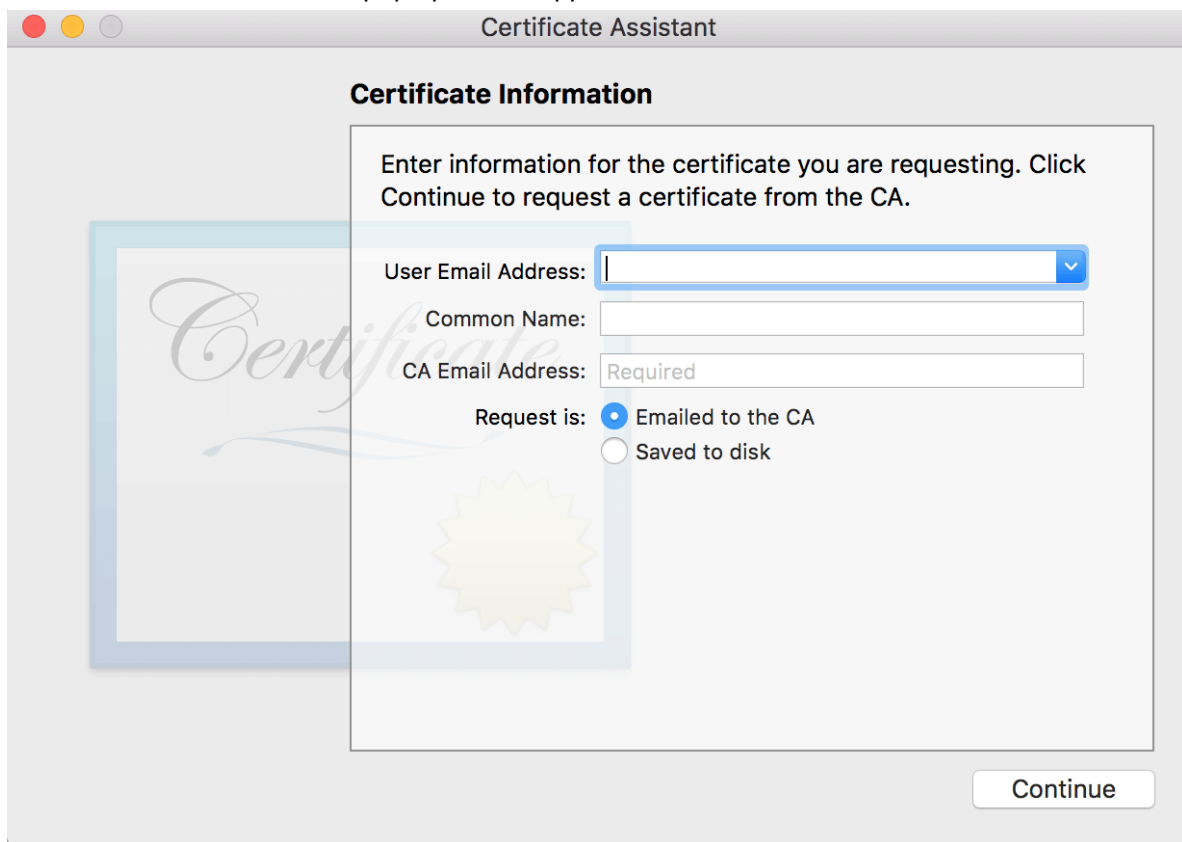 Certificate Assistant
Certificate Information
Enter information for the certificate you are requesting. Click
Continue to request a certificate from the CA.
User Email Address:
Common Name:
CA Email Address: Required
Request is: Emailed to the CA
Saved to disk
Certificate
Continue